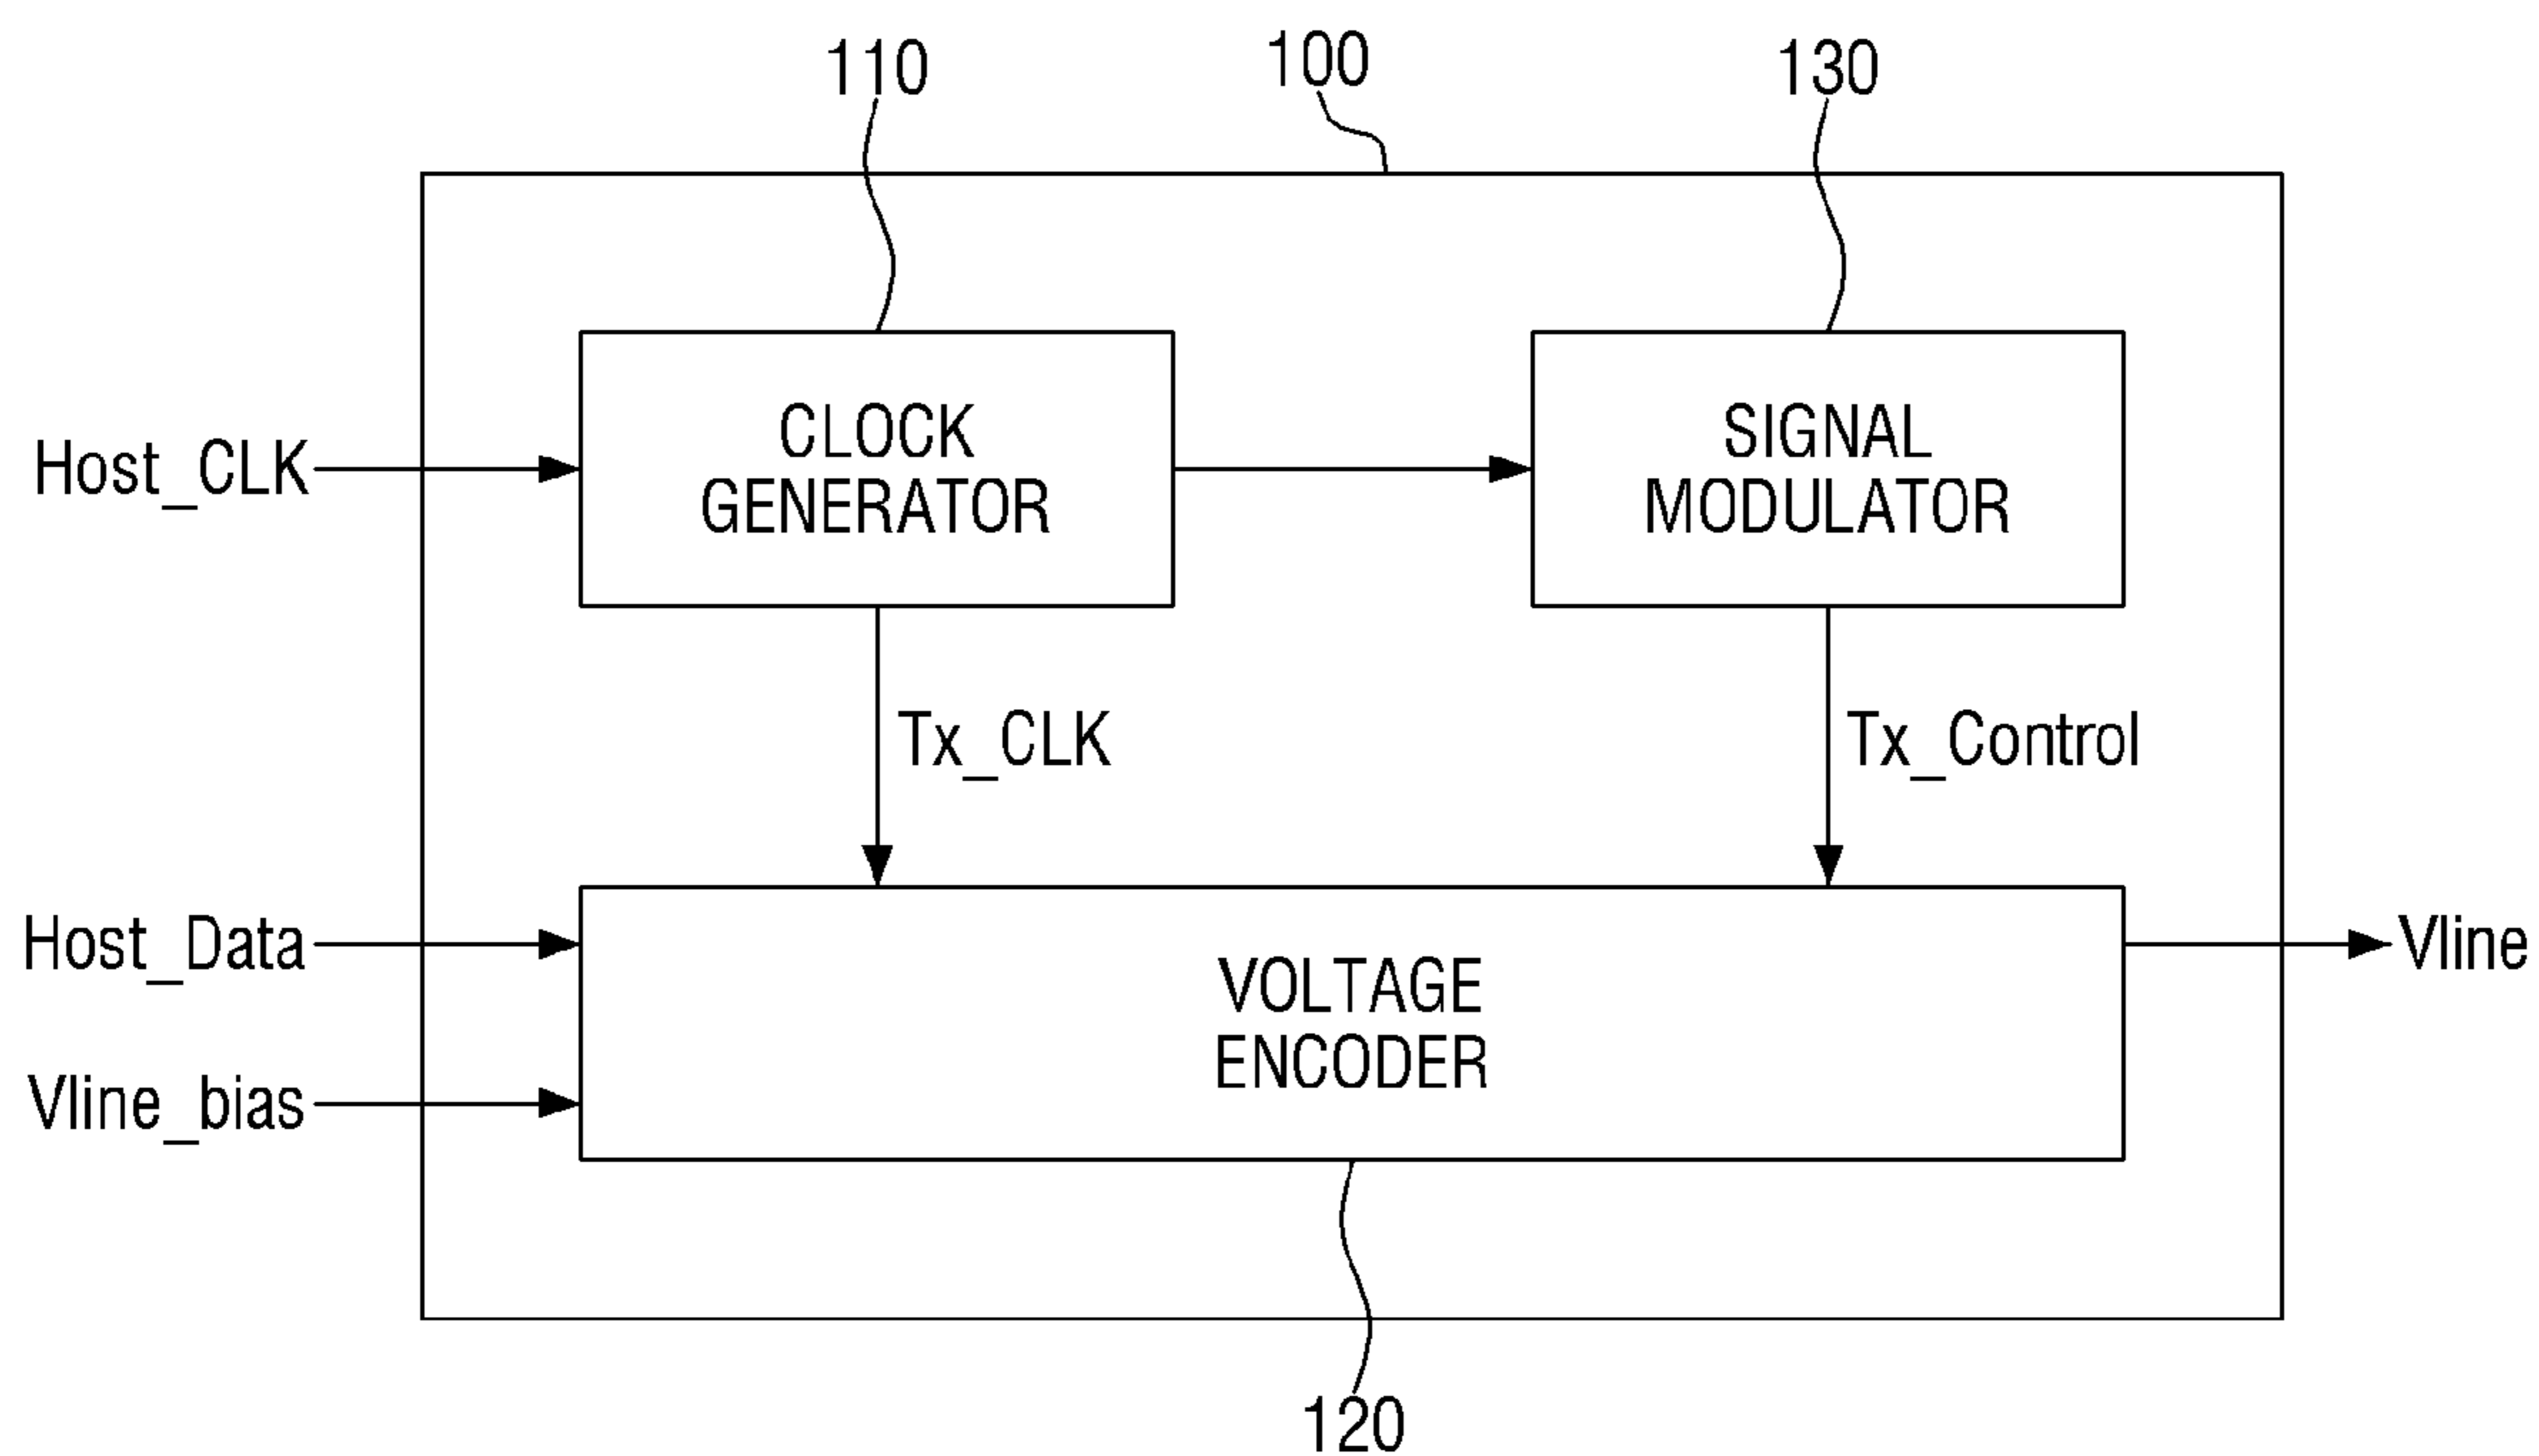 110
100
130
CLOCK
GENERATOR
SIGNAL
MODULATOR
Host_CLK
Tx_CLK
Tx_Control
Host_Data
Vline_bias
VOLTAGE
ENCODER
Vline
120